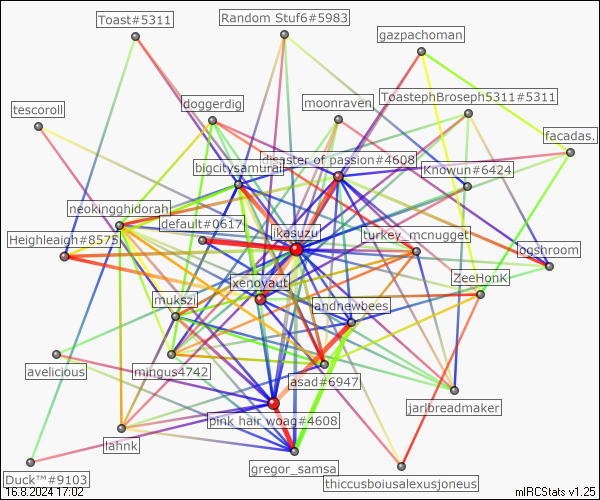 Toast#5311
Random Stuf6#5983
gazpachoman
tescoroll
doggerdig
moonraven
ToastephBroseph5311#5311
facadas.
bigcitysamurai
disaster of passion#4608
Knowun#6424
neokingghidorah
default#0617
ikasuzu
turkey_mcnugget
Heighleigh#8575
logshroom
xenoyaut
ZeeHonK
mukszi
andnewbees
avelicious
mingus4742
asad#6947
jarlbreadmaker
pink hair woag#4608
lahnk
gregor_samsa
thiccusboiusalexusjoneus
Duck™#9103
16.8.2024 17:02
mIRCStats v1.25